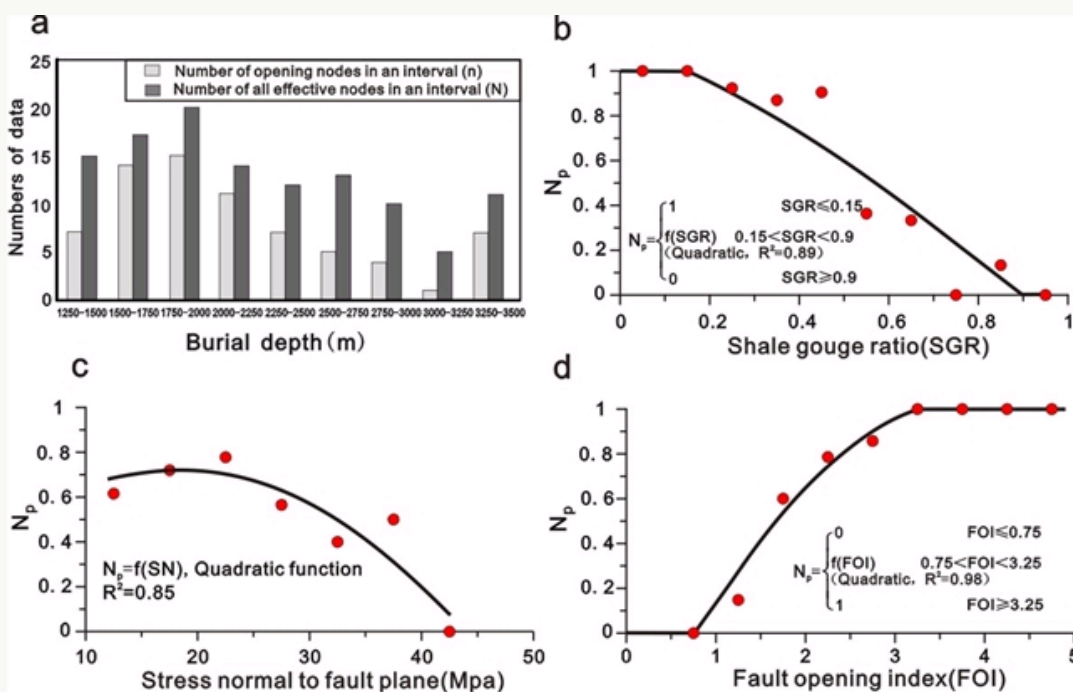 a
25
20
15
10
5
0
Numbers of data
Number of opening nodes in an interval (n)
Number of all effective nodes in an interval (N)
1250-1500 1500-1750 1750-2000 2000-2250 2250-2500 2500-2750 2750-3000 3000-3250 3250-3500
Burial depth(m)
b
1
0. 8
0. 6
0. 4
0. 2
0
Np
Np= 1 SGR≤0.15
f(SGR) 0.15<SGR<0.9
(Quadratic, R²=0.89)
0 SGR≥0.9
0 0.2 0.4 0.6 0.8 1
Shale gouge ratio(SGR)
c
1
0. 8
0. 6
0. 4
0. 2
0
Np
Np=f(SN), Quadratic function
R²=0.85
10 20 30 40 50
Stress normal to fault plane(Mpa)
d
1
0. 8
0. 6
0. 4
0. 2
0
Np
Np= 0 FOI≤0.75
f(FOI) 0.75<FOI<3.25
(Quadratic, R²=0.98)
1 FOI≥3.25
0 1 2 3 4 5
Fault opening index(FOI)